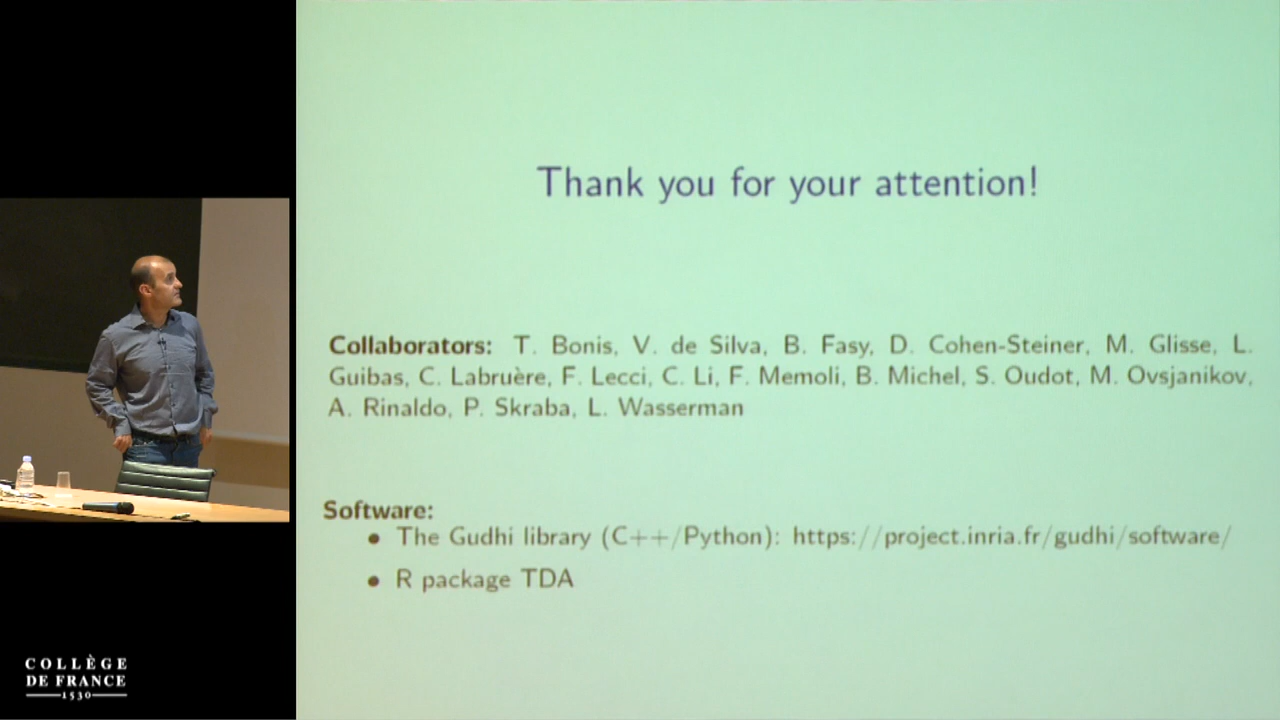 Thank you for your attention!
Collaborators: T. Bonis, V. de Silva, B. Fasy, D. Cohen-Steiner, M. Glisse, L.
Guibas, C. Labruère, F. Lecci, C. Li, F. Memoli, B. Michel, S. Oudot, M. Ovsjanikov,
A. Rinaldo, P. Skraba, L. Wasserman
Software:
• The Gudhi library (C++/Python): https://project.inria.fr/gudhi/software/
• R package TDA
COLLÈGE
DE FRANCE
1530